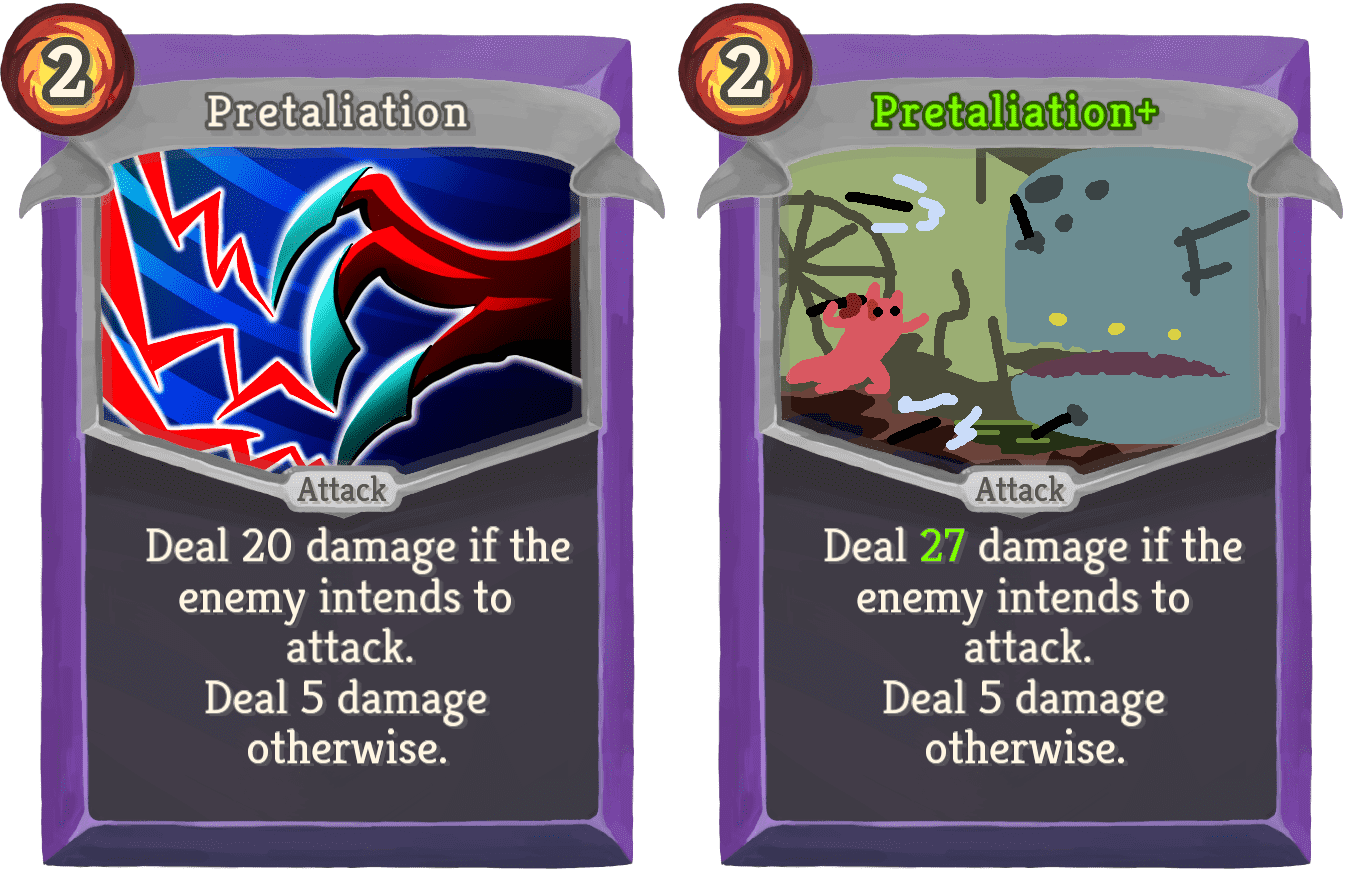 2
Pretaliation
Attack
Deal 20 damage if the
enemy intends to
attack.
Deal 5 damage
otherwise.
2
Pretaliation+
Attack
Deal 27 damage if the
enemy intends to
attack.
Deal 5 damage
otherwise.